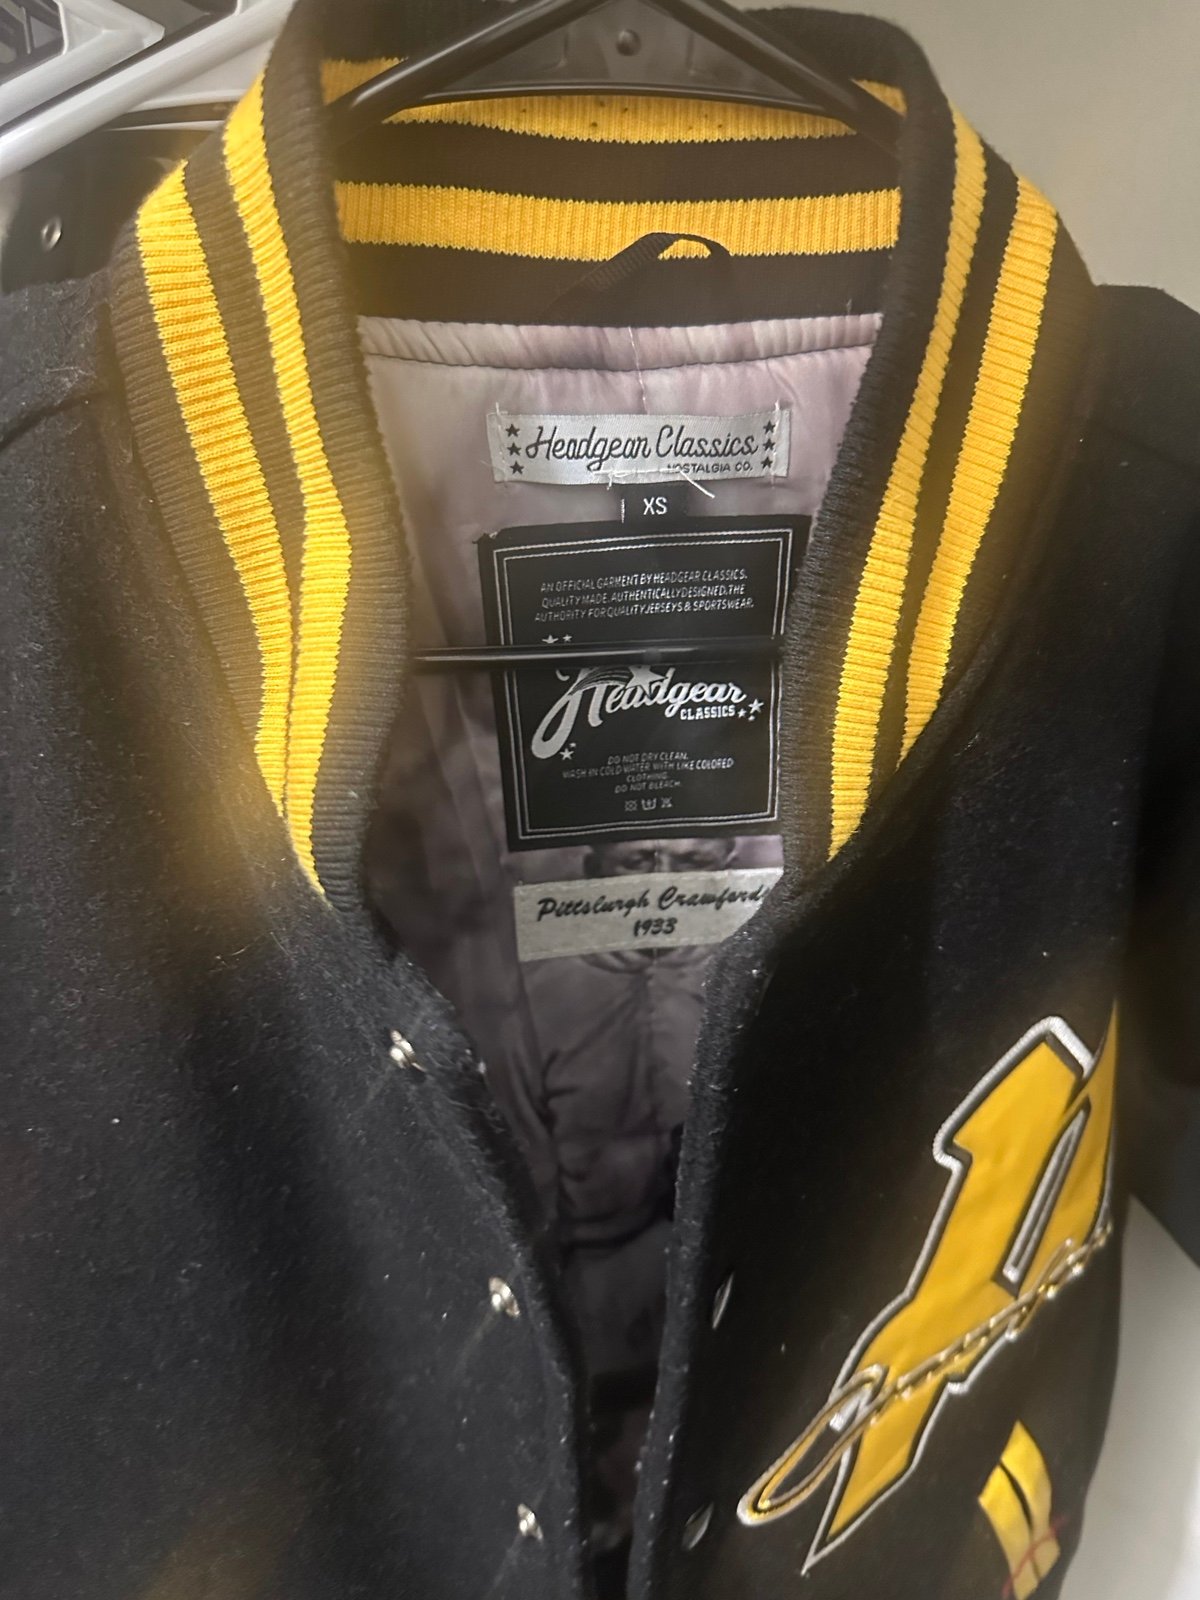 Headgear Classics
NOSTALGIA CO.
XS
AN OFFICIAL GARMENT BY HEADGEAR CLASSICS.
QUALITY MADE. AUTHENTICALLY DESIGNED. THE
AUTHORITY FOR QUALITY JERSEYS & SPORTSWEAR.
Headgear
CLASSICS
DO NOT DRY CLEAN.
WASH IN COLD WATER WITH LIKE COLORED
CLOTHING.
DO NOT BLEACH.
Pittsburgh Crawford
1933